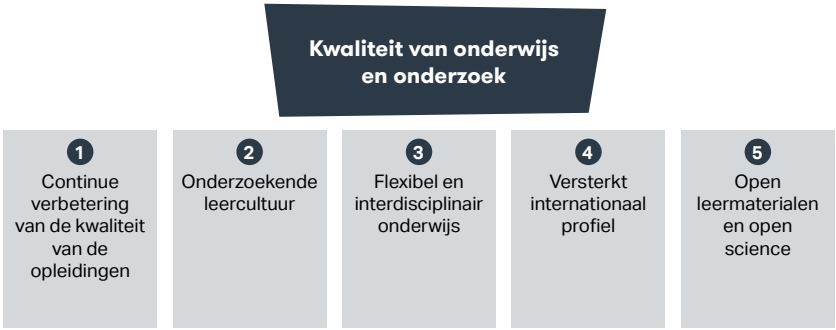 Kwaliteit van onderwijs
en onderzoek
1
Continue
verbetering
van de kwaliteit
van de
opleidingen
2
Onderzoekende
leercultuur
3
Flexibel en
interdisciplinair
onderwijs
4
Versterkt
internationaal
profiel
5
Open
leermaterialen
en open
science